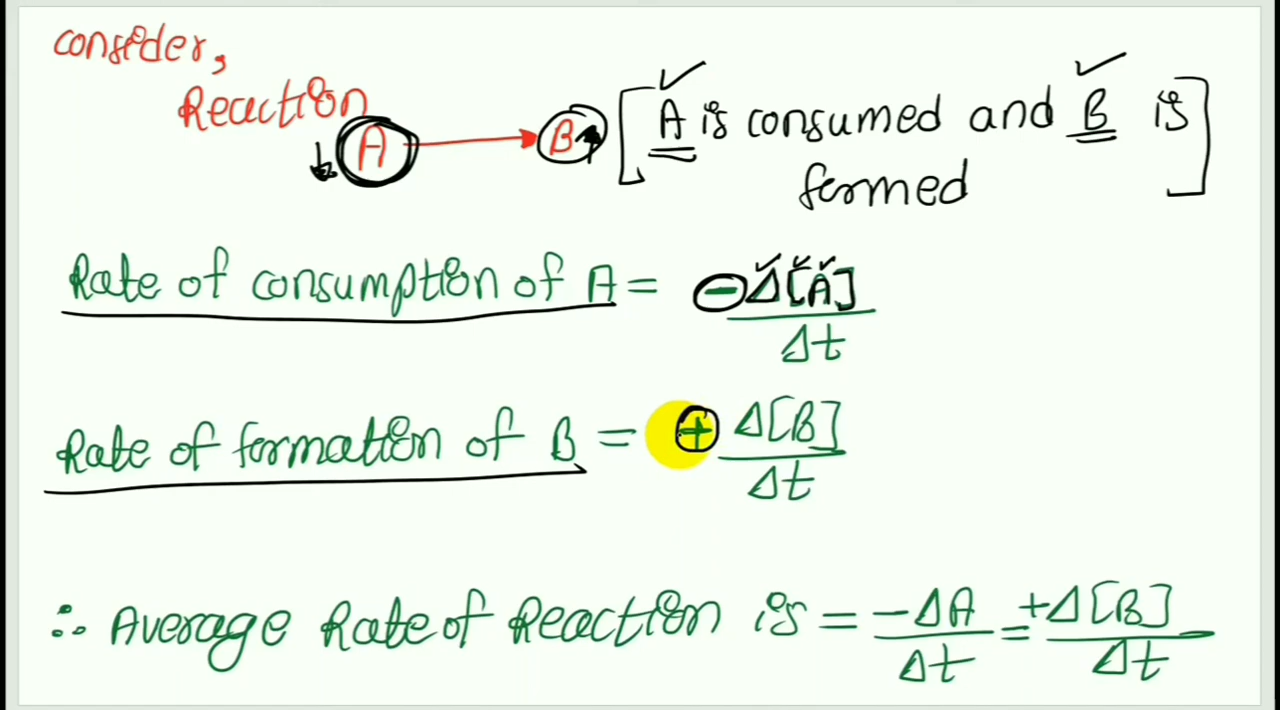 consider,
Reaction
A → B [A is consumed and B is
formed]
Rate of consumption of A = -Δ[A]
Δt
Rate of formation of B = + Δ[B]
Δt
∴ Average Rate of Reaction is = -ΔA = +Δ[B]
Δt Δt